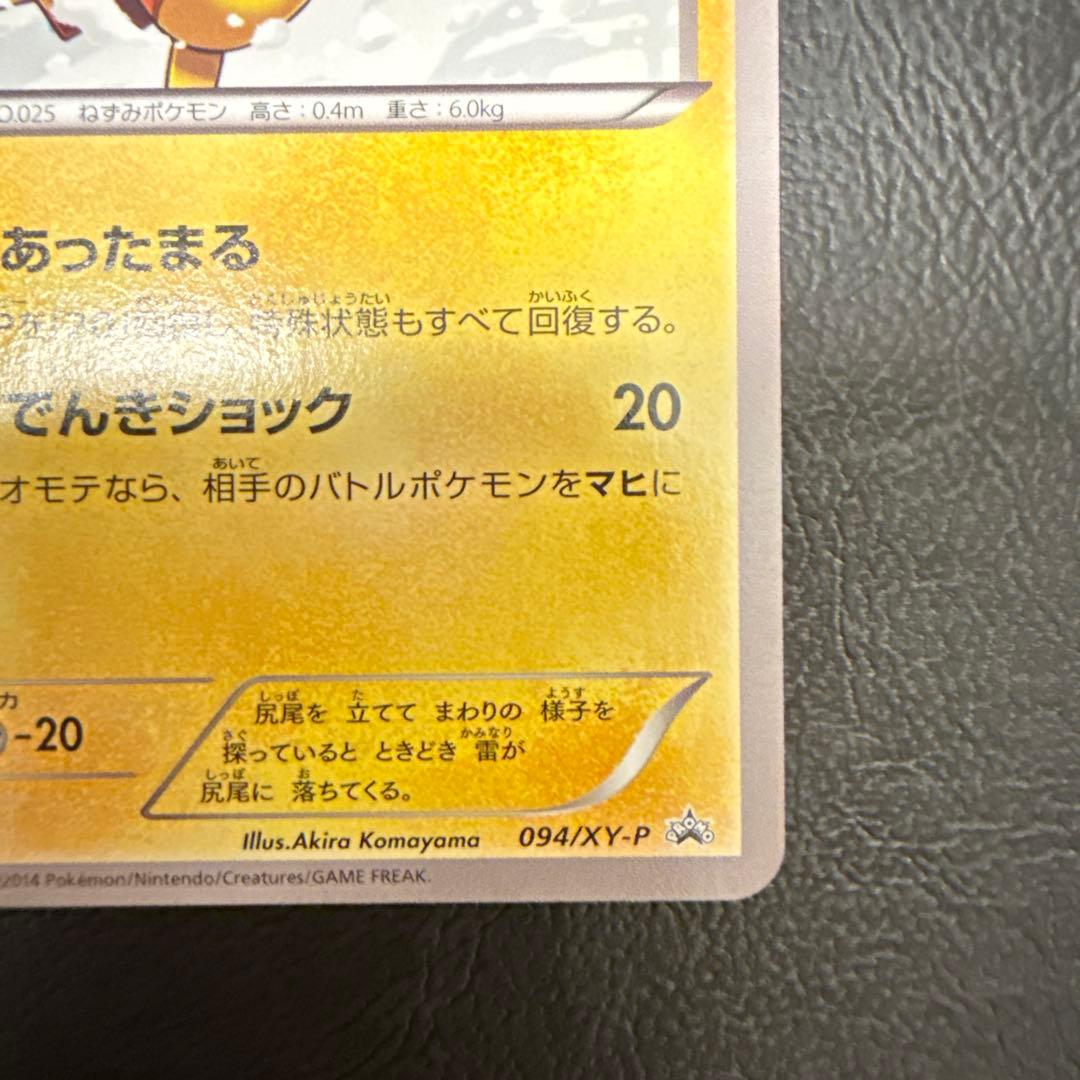 O.025 ねずみポケモン 高さ：0.4m 重さ：6.0kg
あったまる
特殊状態もすべて回復する。
でんきショック 20
オモテなら、相手のバトルポケモンをマヒに
力
-20
尻尾を 立てて まわりの 様子を
探っていると ときどき 雷が
尻尾に 落ちてくる。
Illus.Akira Komayama 094/XY-P PROMO
2014 Pokémon/Nintendo/Creatures/GAME FREAK.